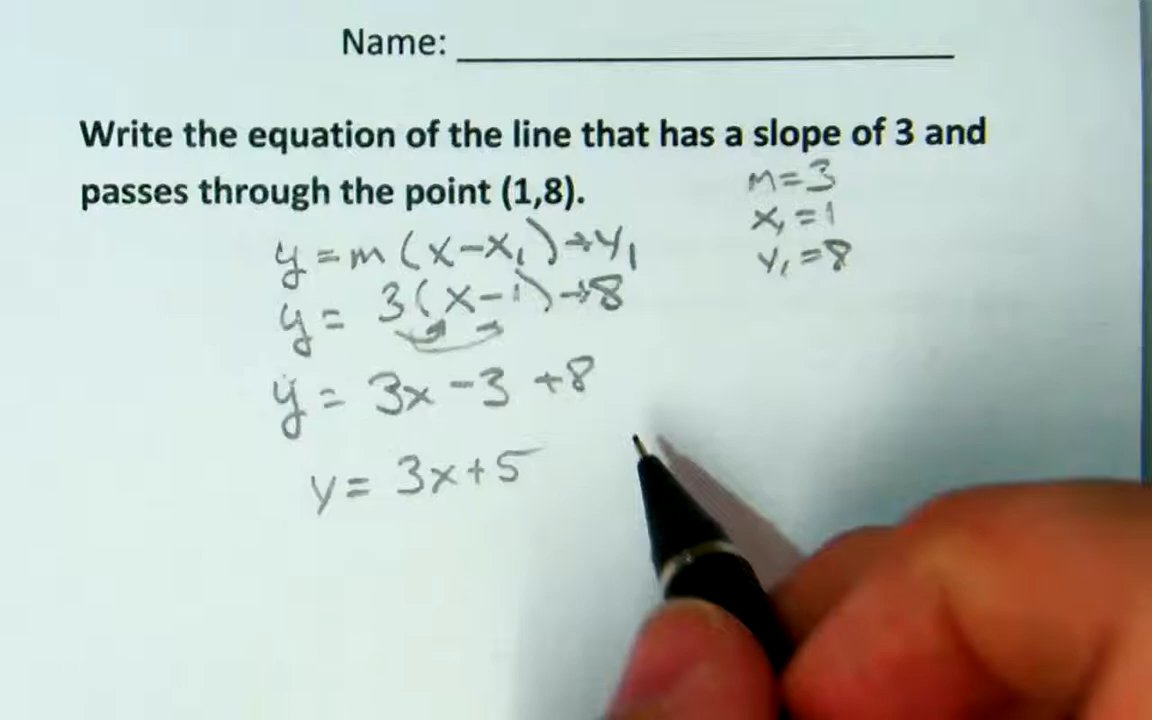 Name:
Write the equation of the line that has a slope of 3 and
passes through the point (1,8).
m=3
x₁=1
y₁=8
y=m(x-x₁)+y₁
y=3(x-1)+8
y=3x-3+8
y=3x+5